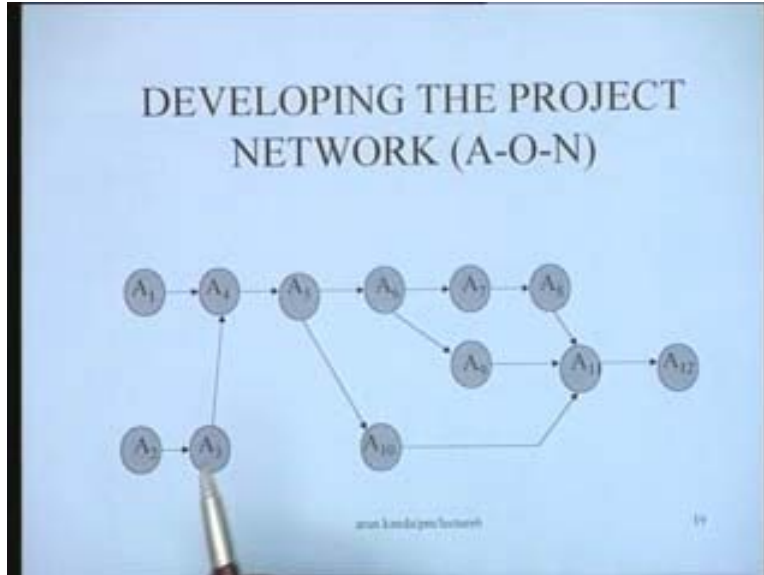 DEVELOPING THE PROJECT
NETWORK (A-O-N)
A1 A4 A5 A6 A7 A8
A9 A11 A12
A2 A3 A10
19